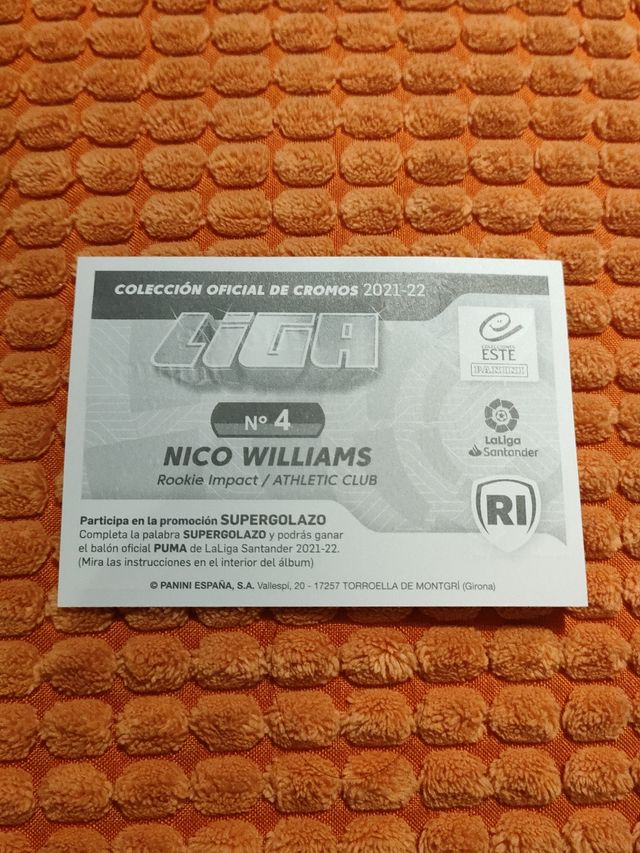 COLECCIÓN OFICIAL DE CROMOS 2021-22
LIGA
COLECCIONES
ESTE
PANINI
Nº 4
NICO WILLIAMS
Rookie Impact / ATHLETIC CLUB
LaLiga
Santander
RI
Participa en la promoción SUPERGOLAZO
Completa la palabra SUPERGOLAZO y podrás ganar
el balón oficial PUMA de LaLiga Santander 2021-22.
(Mira las instrucciones en el interior del álbum)
© PANINI ESPAÑA, S.A. Vallespí, 20 - 17257 TORROELLA DE MONTGRÍ (Girona)